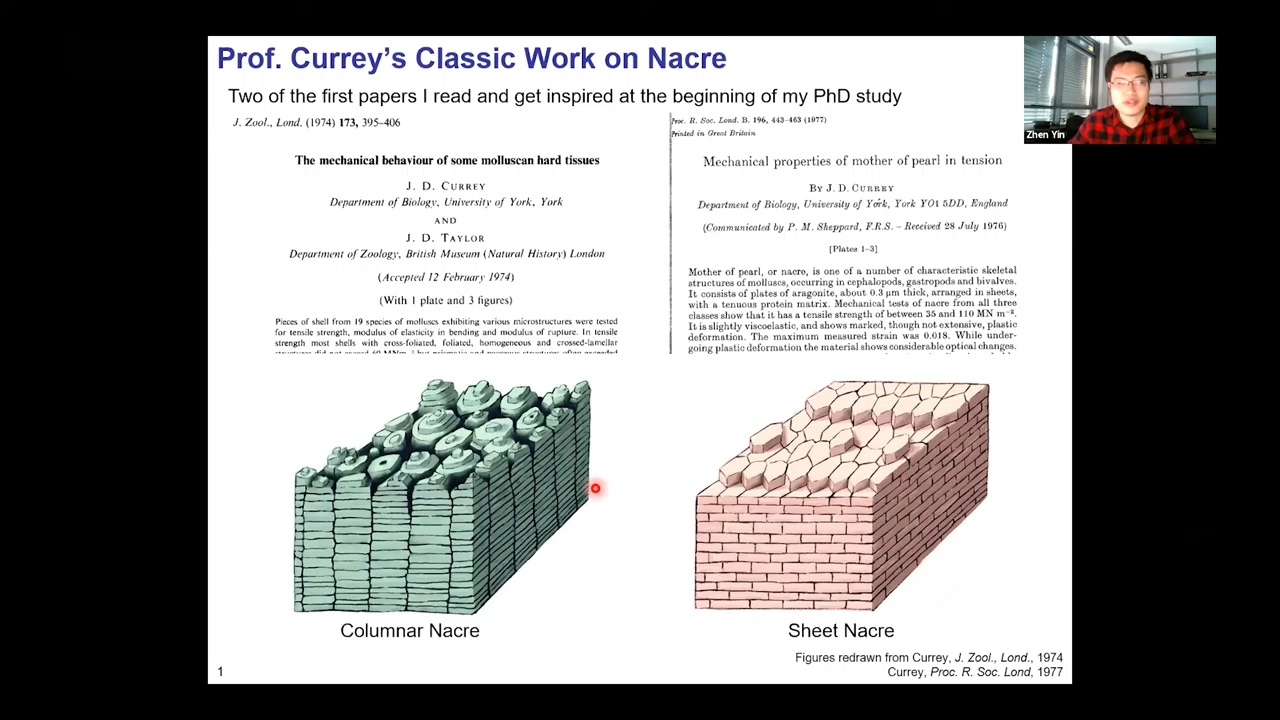 Prof. Currey's Classic Work on Nacre
Two of the first papers I read and get inspired at the beginning of my PhD study
J. Zool., Lond. (1974) 173, 395-406
The mechanical behaviour of some molluscan hard tissues
J. D. CURREY
Department of Biology, University of York, York
AND
J. D. TAYLOR
Department of Zoology, British Museum (Natural History) London
(Accepted 12 February 1974)
(With 1 plate and 3 figures)
Pieces of shell from 19 species of molluscs exhibiting various microstructures were tested
for tensile strength, modulus of elasticity in bending and modulus of rupture. In tensile
strength most shells with cross-foliated, foliated, homogeneous and crossed-lamellar
Proc. R. Soc. Lond. B. 196, 443-463 (1977)
Printed in Great Britain
Mechanical properties of mother of pearl in tension
BY J. D. CURREY
Department of Biology, University of York, York YO1 5DD, England
(Communicated by P. M. Sheppard, F.R.S. – Received 28 July 1976)
[Plates 1–3]
Mother of pearl, or nacre, is one of a number of characteristic skeletal
structures of molluscs, occurring in cephalopods, gastropods and bivalves.
It consists of plates of aragonite, about 0.3 μm thick, arranged in sheets,
with a tenuous protein matrix. Mechanical tests of nacre from all three
classes show that it has a tensile strength of between 35 and 110 MN m⁻².
It is slightly viscoelastic, and shows marked, though not extensive, plastic
deformation. The maximum measured strain was 0.018. While under-
going plastic deformation the material shows considerable optical changes.
Zhen Yin
Columnar Nacre
Sheet Nacre
Figures redrawn from Currey, J. Zool., Lond., 1974
Currey, Proc. R. Soc. Lond, 1977
1